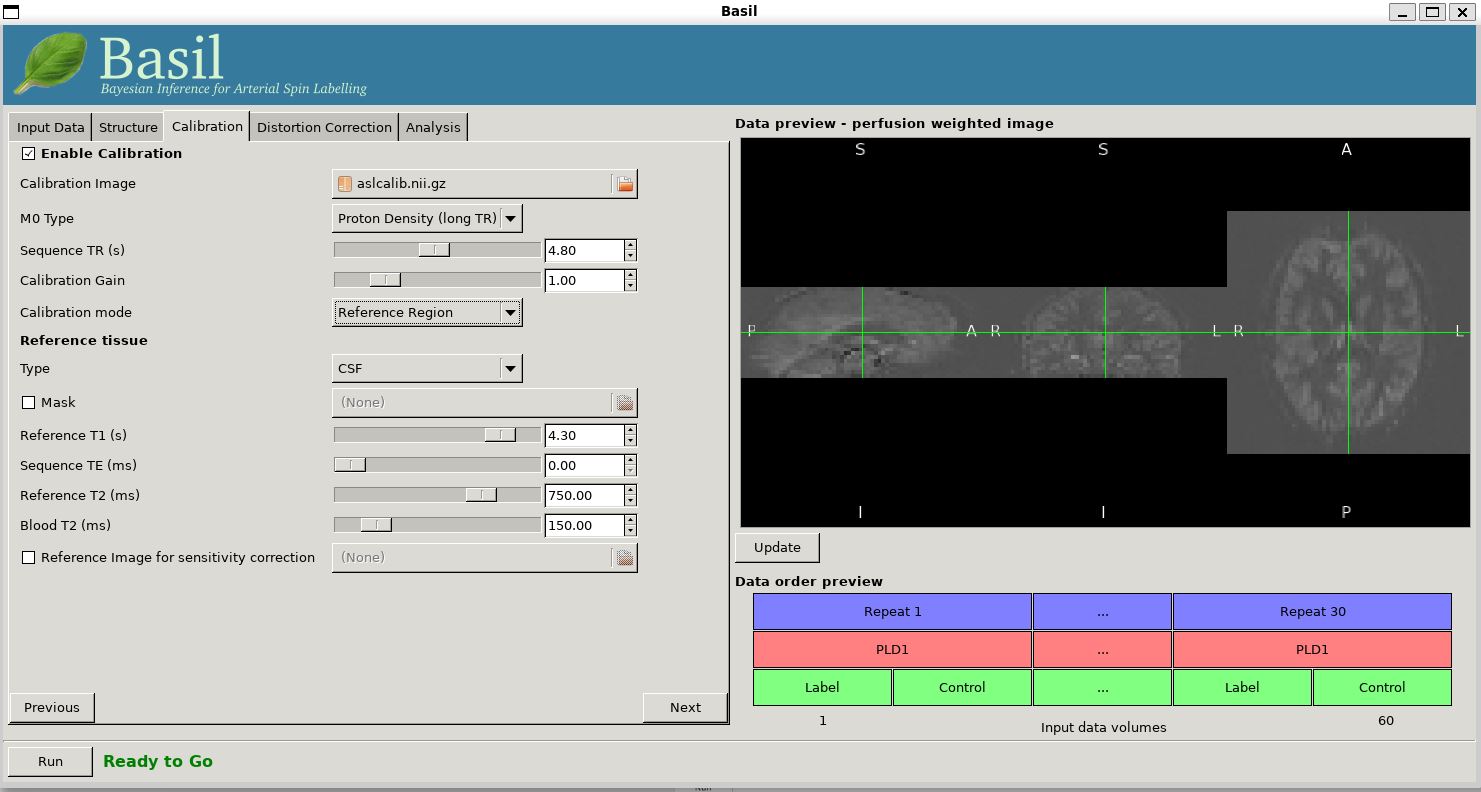 Basil
Basil
Bayesian Inference for Arterial Spin Labelling
Input Data Structure Calibration Distortion Correction Analysis
Enable Calibration
Calibration Image aslcalib.nii.gz
M0 Type Proton Density (long TR)
Sequence TR (s) 4.80
Calibration Gain 1.00
Calibration mode Reference Region
Reference tissue
Type CSF
Mask (None)
Reference T1 (s) 4.30
Sequence TE (ms) 0.00
Reference T2 (ms) 750.00
Blood T2 (ms) 150.00
Reference Image for sensitivity correction (None)
Previous Next
Data preview - perfusion weighted image
S S A
P A R L R L
I I P
Update
Data order preview
Repeat 1 ... Repeat 30
PLD1 ... PLD1
Label Control ... Label Control
1 Input data volumes 60
Run Ready to Go